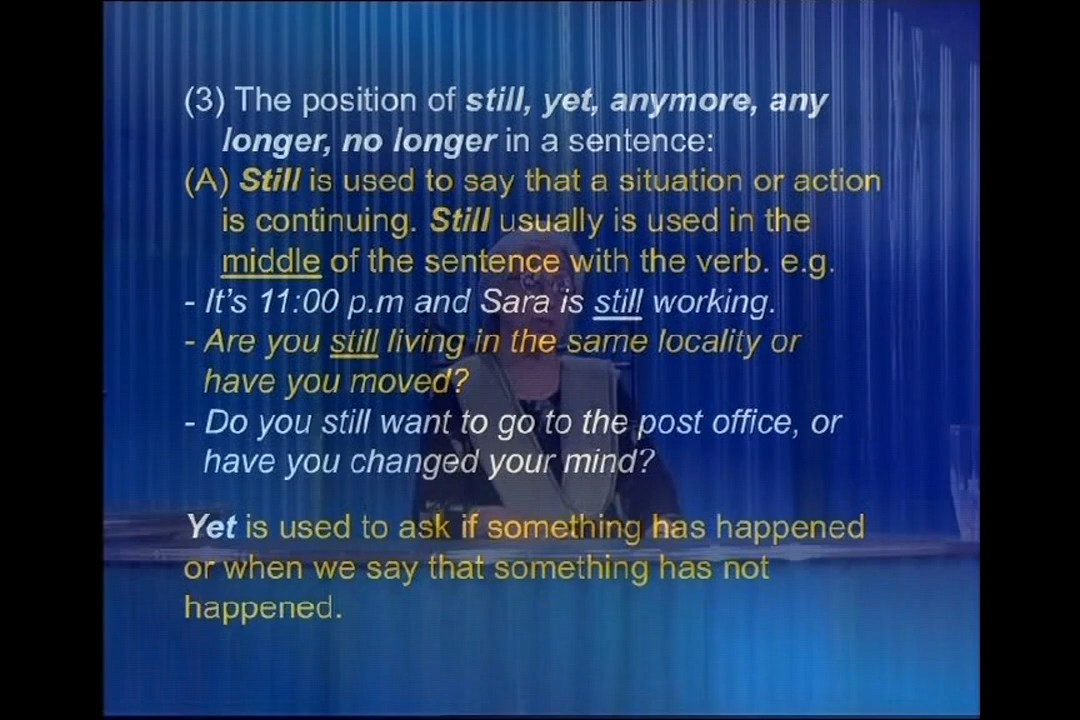 (3) The position of still, yet, anymore, any
longer, no longer in a sentence:
(A) Still is used to say that a situation or action
is continuing. Still usually is used in the
middle of the sentence with the verb. e.g.
- It's 11:00 p.m and Sara is still working.
- Are you still living in the same locality or
have you moved?
- Do you still want to go to the post office, or
have you changed your mind?
Yet is used to ask if something has happened
or when we say that something has not
happened.